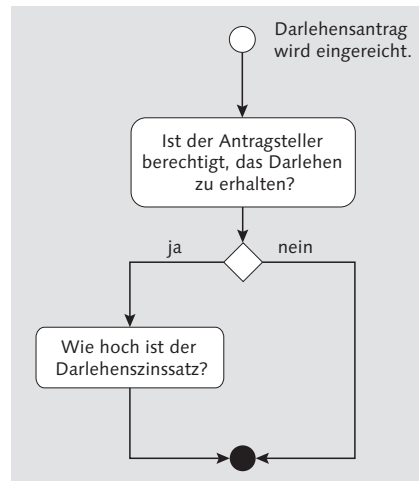 Darlehensantrag
wird eingereicht.
Ist der Antragsteller
berechtigt, das Darlehen
zu erhalten?
ja
nein
Wie hoch ist der
Darlehenszinssatz?